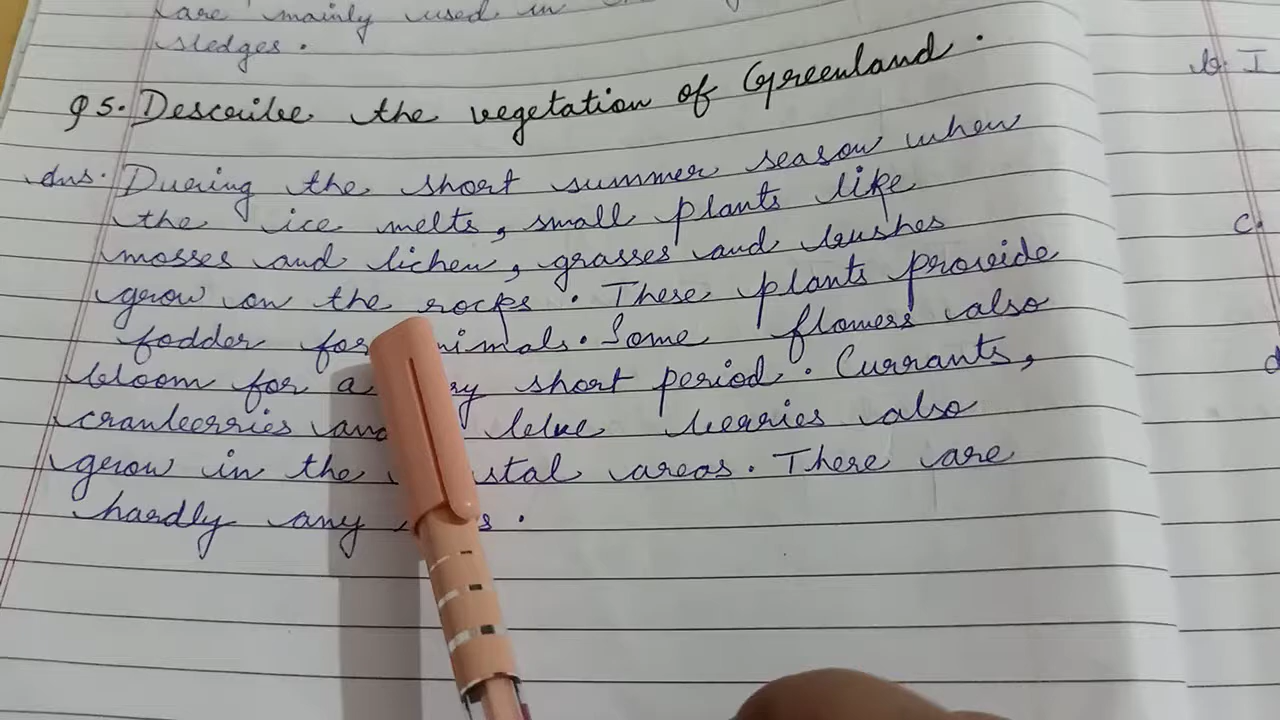 are mainly used in
sledges.
Q5. Describe the vegetation of Greenland.
Ans. During the short summer season when
the ice melts, small plants like
mosses and lichen, grasses and bushes
grow on the rocks. These plants provide
fodder for animals. Some flowers also
bloom for a short period. Currants,
cranberries and blue berries also
grow in the areas. There are
hardly any
b. I
c.
d